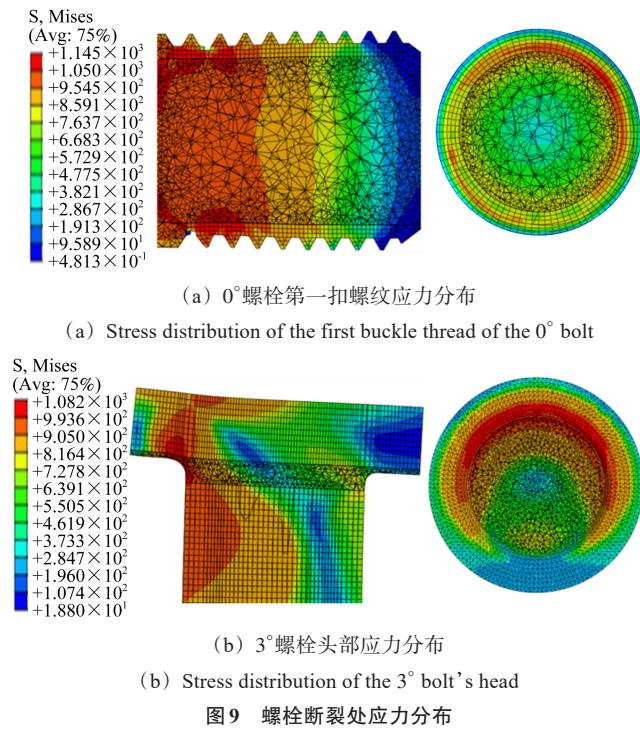 S, Mises
(Avg: 75%)
+1.145×10³
+1.050×10³
+9.545×10²
+8.591×10²
+7.637×10²
+6.683×10²
+5.729×10²
+4.775×10²
+3.821×10²
+2.867×10²
+1.913×10²
+9.589×10¹
+4.813×10⁻¹
（a）0°螺栓第一扣螺纹应力分布
（a）Stress distribution of the first buckle thread of the 0° bolt
S, Mises
(Avg: 75%)
+1.082×10³
+9.936×10²
+9.050×10²
+8.164×10²
+7.278×10²
+6.391×10²
+5.505×10²
+4.619×10²
+3.733×10²
+2.847×10²
+1.960×10²
+1.074×10²
+1.880×10¹
（b）3°螺栓头部应力分布
（b）Stress distribution of the 3° bolt’s head
图9 螺栓断裂处应力分布